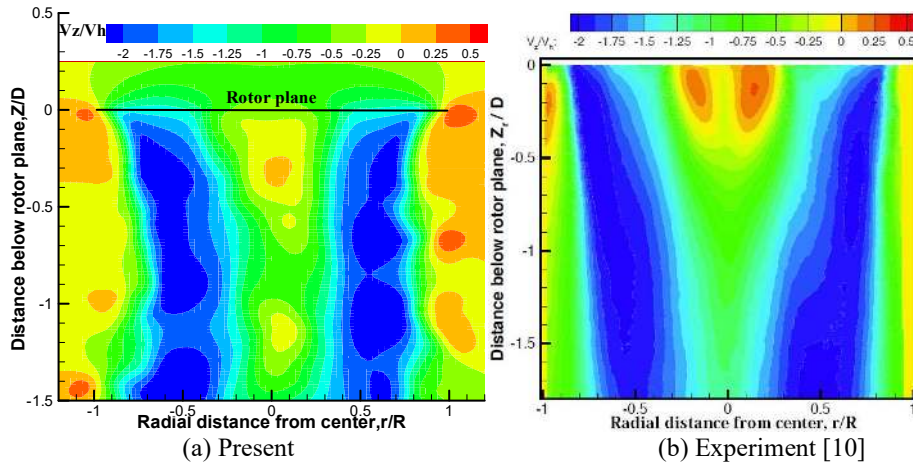 Vz/Vh
-2 -1.75 -1.5 -1.25 -1 -0.75 -0.5 -0.25 0 0.25 0.5
0.5
0
-0.5
-1
-1.5
Distance below rotor plane,Z/D
Rotor plane
-1 -0.5 0 0.5 1
Radial distance from center,r/R
(a) Present
Vz/Vh:
-2 -1.75 -1.5 -1.25 -1 -0.75 -0.5 -0.25 0 0.25 0.5
0
-0.5
-1
-1.5
Distance below rotor plane, Zr / D
-1 -0.5 0 0.5 1
Radial distance from center, r/R
(b) Experiment [10]